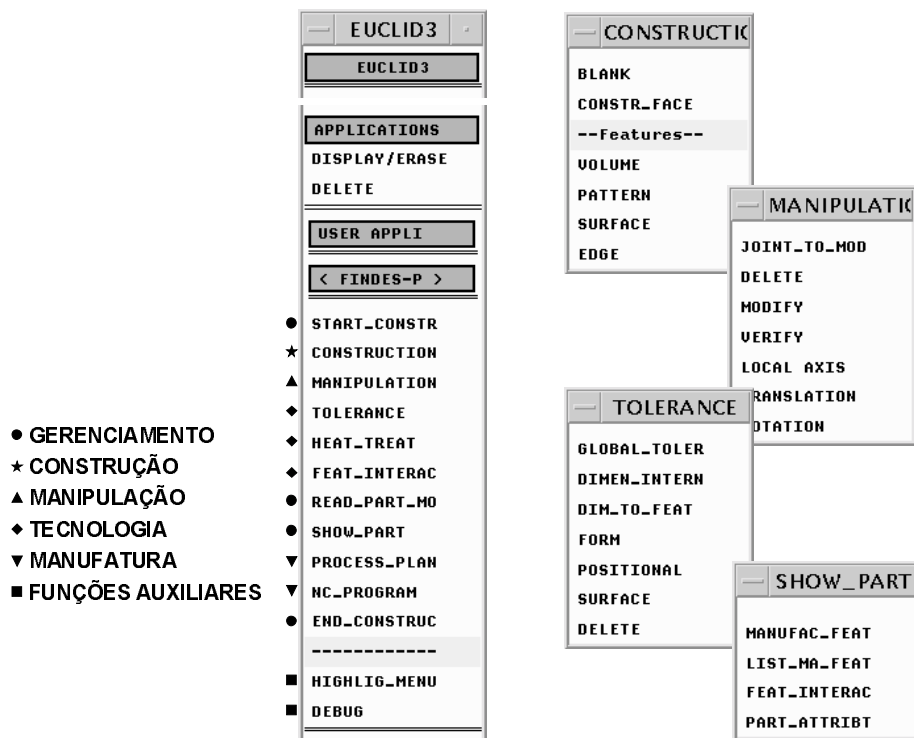 EUCLID3
EUCLID3
APPLICATIONS
DISPLAY/ERASE
DELETE
USER APPLI
< FINDES-P >
START_CONSTR
CONSTRUCTION
MANIPULATION
TOLERANCE
HEAT_TREAT
FEAT_INTERAC
READ_PART_MO
SHOW_PART
PROCESS_PLAN
NC_PROGRAM
END_CONSTRUC
------------
HIGHLIG_MENU
DEBUG
● GERENCIAMENTO
★ CONSTRUÇÃO
▲ MANIPULAÇÃO
◆ TECNOLOGIA
▼ MANUFATURA
■ FUNÇÕES AUXILIARES
CONSTRUCTI
BLANK
CONSTR_FACE
--Features--
VOLUME
PATTERN
SURFACE
EDGE
MANIPULATI
JOINT_TO_MOD
DELETE
MODIFY
VERIFY
LOCAL AXIS
RANSLATION
OTATION
TOLERANCE
GLOBAL_TOLER
DIMEN_INTERN
DIM_TO_FEAT
FORM
POSITIONAL
SURFACE
DELETE
SHOW_PART
MANUFAC_FEAT
LIST_MA_FEAT
FEAT_INTERAC
PART_ATTRIBT